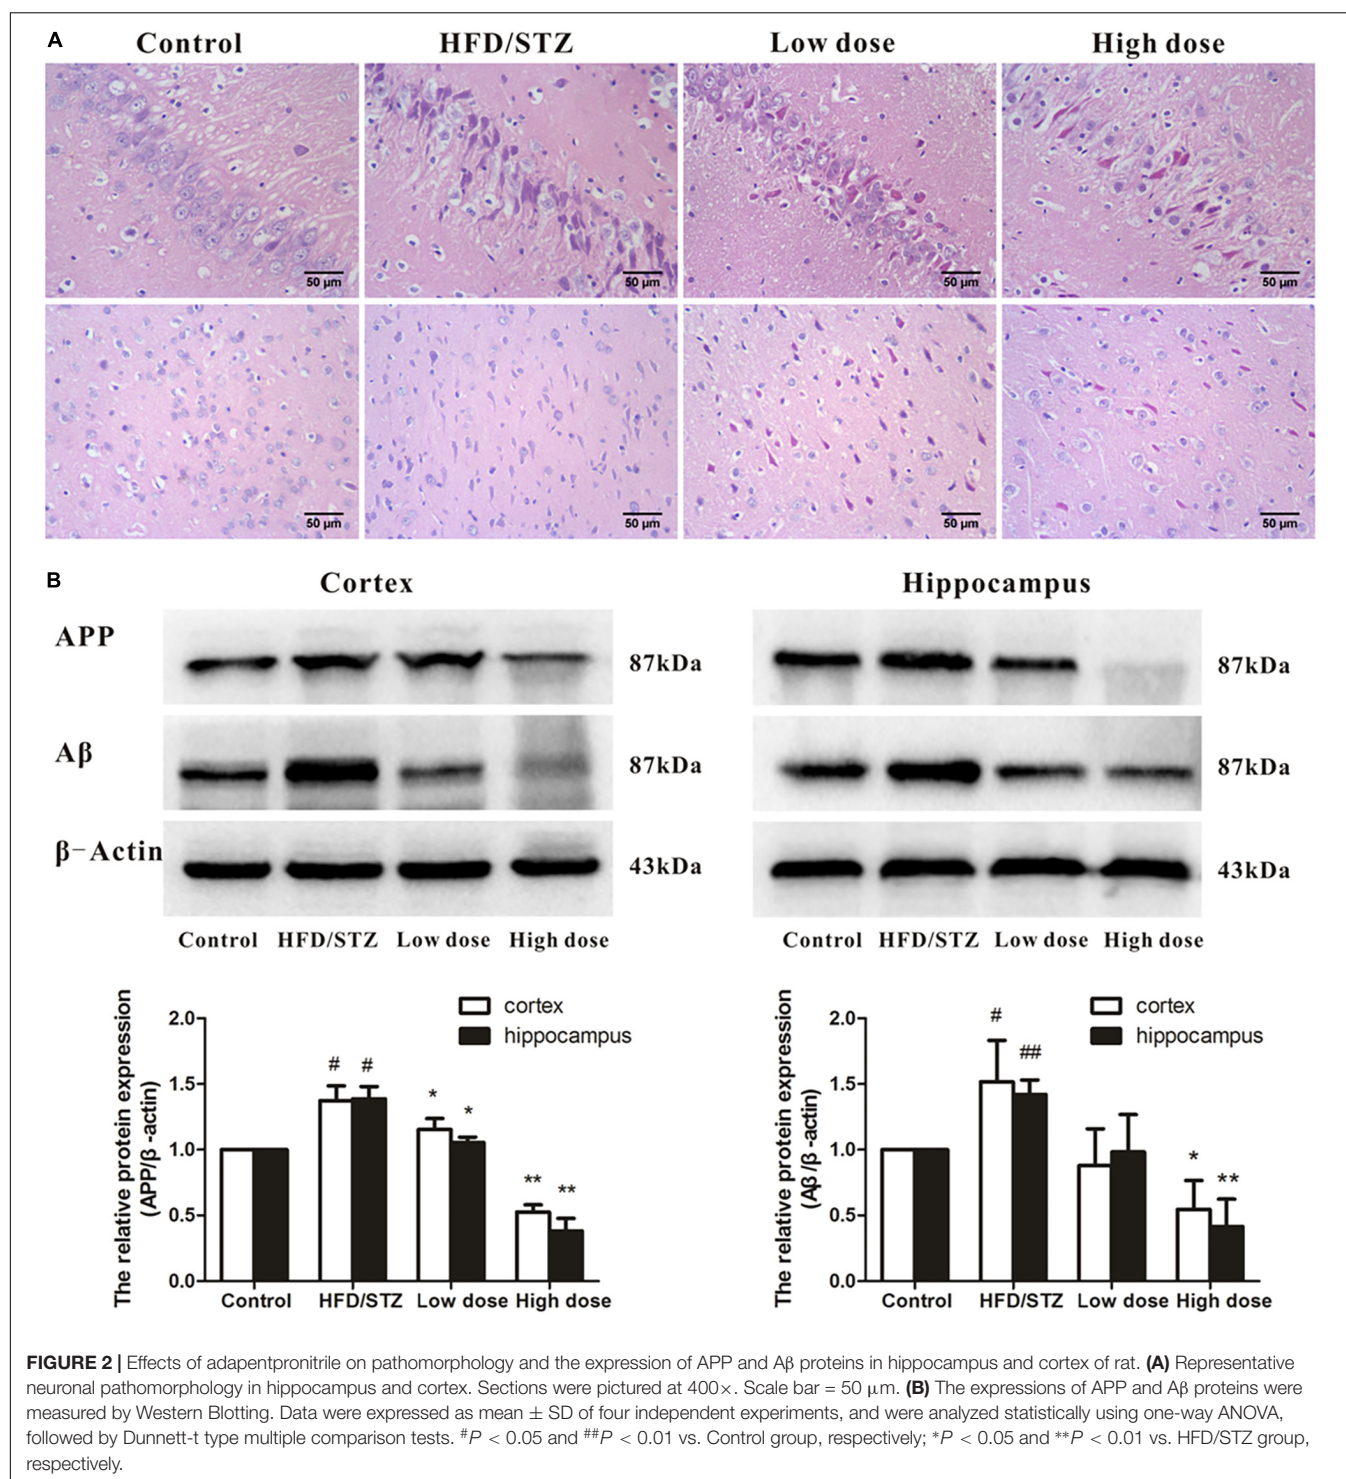 A
Control HFD/STZ Low dose High dose
50 µm 50 µm 50 µm 50 µm
50 µm 50 µm 50 µm 50 µm
B
Cortex Hippocampus
APP 87kDa 87kDa
Aβ 87kDa 87kDa
β-Actin 43kDa 43kDa
Control HFD/STZ Low dose High dose Control HFD/STZ Low dose High dose
The relative protein expression
(APP/β -actin)
2.0
1.5
1.0
0.5
0.0
cortex
hippocampus
# # * * ** **
Control HFD/STZ Low dose High dose
The relative protein expression
(Aβ/β -actin)
2.0
1.5
1.0
0.5
0.0
cortex
hippocampus
# ## * **
Control HFD/STZ Low dose High dose
FIGURE 2 | Effects of adapentpronitrile on pathomorphology and the expression of APP and Aβ proteins in hippocampus and cortex of rat. (A) Representative
neuronal pathomorphology in hippocampus and cortex. Sections were pictured at 400×. Scale bar = 50 µm. (B) The expressions of APP and Aβ proteins were
measured by Western Blotting. Data were expressed as mean ± SD of four independent experiments, and were analyzed statistically using one-way ANOVA,
followed by Dunnett-t type multiple comparison tests. #P < 0.05 and ##P < 0.01 vs. Control group, respectively; *P < 0.05 and **P < 0.01 vs. HFD/STZ group,
respectively.